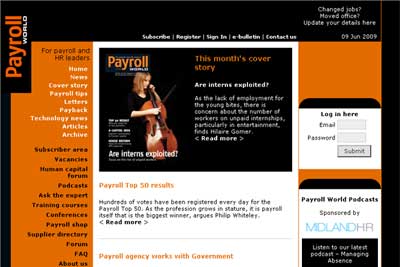 Payroll
WORLD
Changed jobs?
Moved office?
Update your details here
Subscribe | Register | Sign In | e-bulletin | Contact us
09 Jun 2009
For payroll and
HR leaders
Home
News
Cover story
Payroll tips
Letters
Payback
Technology news
Articles
Archive
Subscriber area
Vacancies
Human capital
forum
Podcasts
Ask the expert
Training courses
Conferences
Payroll shop
Supplier directory
Forum
FAQ
About us
Payroll
WORLD
Are interns exploited?
This month's cover
story
Are interns exploited?
As the lack of employment for
the young bites, there is
concern about the number of
workers on unpaid internships,
particularly in entertainment,
finds Hilaire Gomer.
< Read more >
Payroll Top 50 results
Hundreds of votes have been registered every day for the
Payroll Top 50. As the profession grows in stature, it is payroll
itself that is the biggest winner, argues Philip Whiteley.
< Read more >
Payroll agency works with Government
Log in here
Email
Password
Submit
Payroll World Podcasts
Sponsored by
MIDLANDHR
Listen to our latest
podcast – Managing
Absence